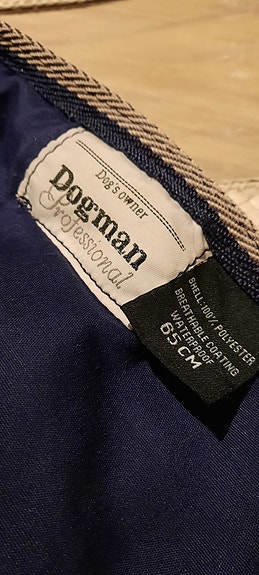 Dog's owner
Dogman
Professional
SHELL: 100% POLYESTER
BREATHABLE COATING
WATERPROOF
65 CM